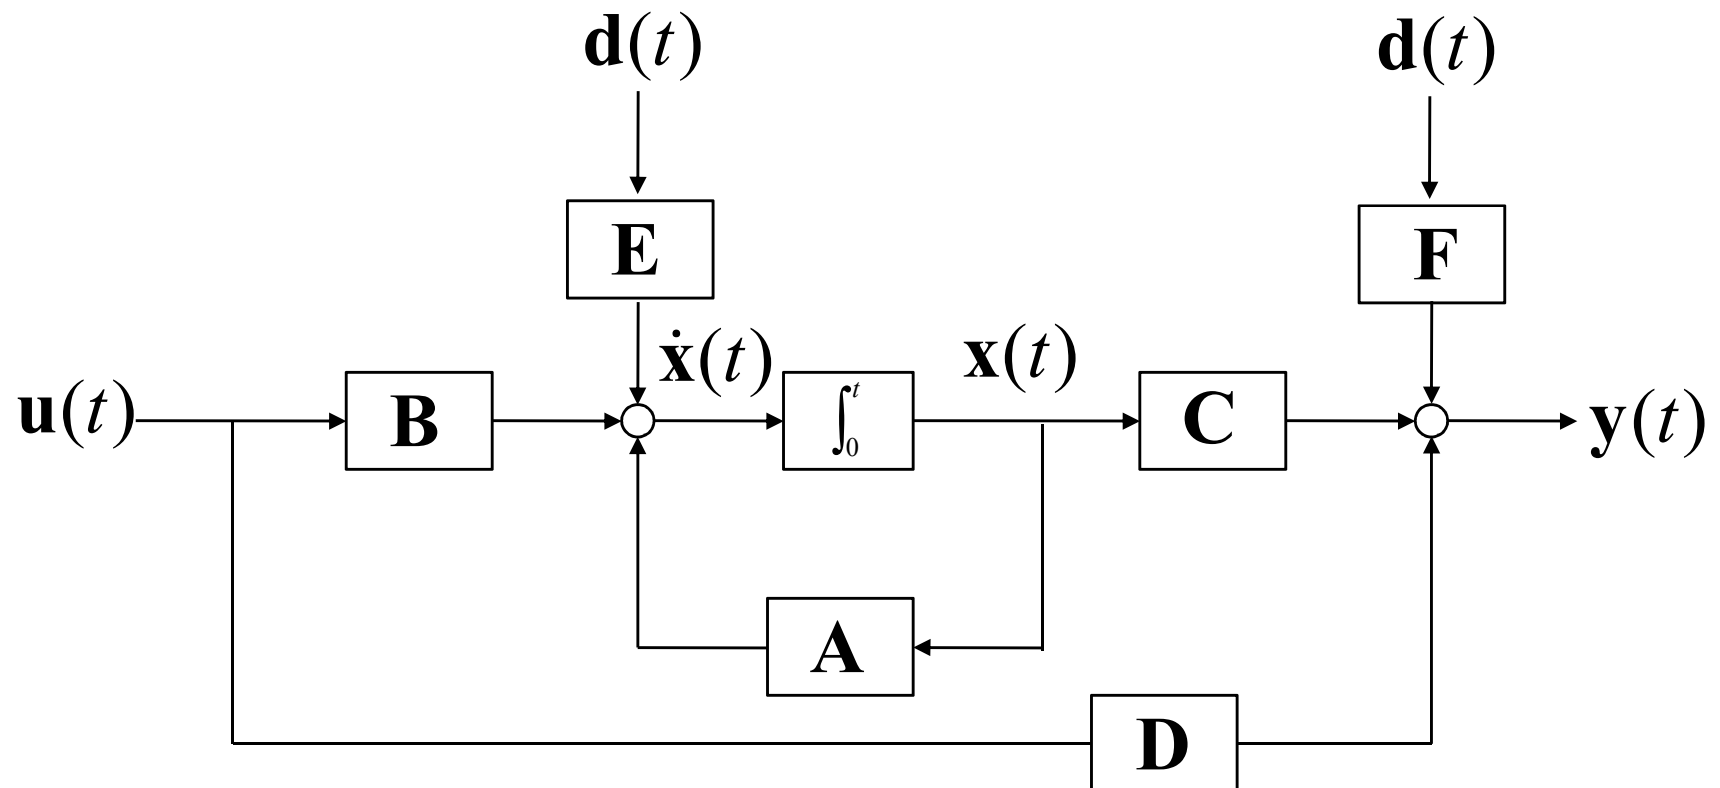 d(t) d(t)
E F
ẋ(t) x(t)
u(t) B ∫₀ᵗ C y(t)
A
D